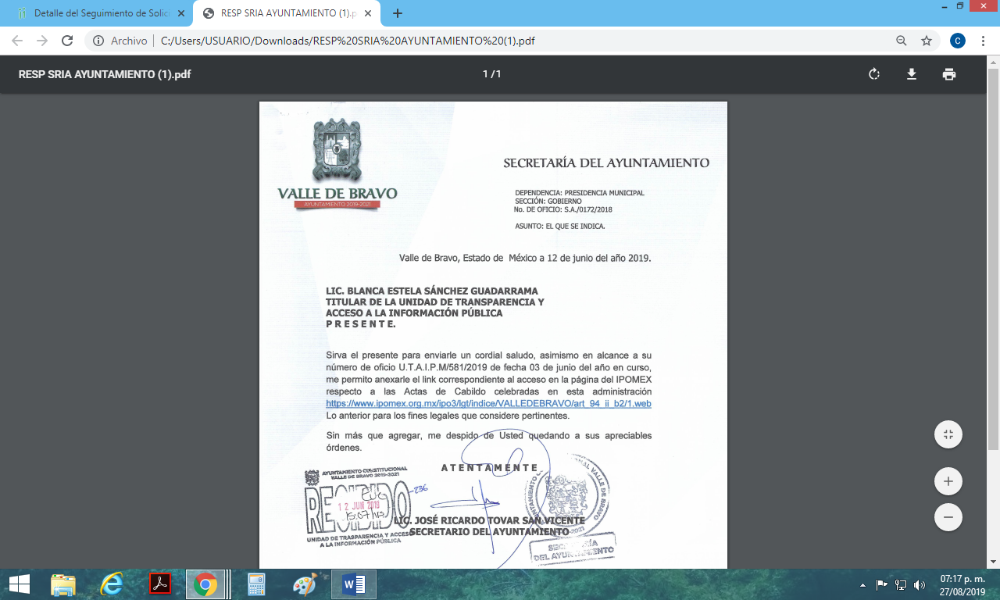 Detalle del Seguimiento de Solici
RESP SRIA AYUNTAMIENTO (1).p
Archivo
C:/Users/USUARIO/Downloads/RESP%20SRIA%20AYUNTAMIENTO%20(1).pdf
C
RESP SRIA AYUNTAMIENTO (1).pdf
1 / 1
VALLE DE BRAVO
AYUNTAMIENTO 2019-2021
SECRETARÍA DEL AYUNTAMIENTO
DEPENDENCIA: PRESIDENCIA MUNICIPAL
SECCIÓN: GOBIERNO
No. DE OFICIO: S.A./0172/2018
ASUNTO: EL QUE SE INDICA.
Valle de Bravo, Estado de México a 12 de junio del año 2019.
LIC. BLANCA ESTELA SÁNCHEZ GUADARRAMA
TITULAR DE LA UNIDAD DE TRANSPARENCIA Y
ACCESO A LA INFORMACIÓN PÚBLICA
P R E S E N T E.
Sirva el presente para enviarle un cordial saludo, asimismo en alcance a su
número de oficio U.T.A.I.P.M/581/2019 de fecha 03 de junio del año en curso,
me permito anexarle el link correspondiente al acceso en la página del IPOMEX
respecto a las Actas de Cabildo celebradas en esta administración
https://www.ipomex.org.mx/ipo3/lgt/indice/VALLEDEBRAVO/art_94_ii_b2/1.web
Lo anterior para los fines legales que considere pertinentes.
Sin más que agregar, me despido de Usted quedando a sus apreciables
órdenes.
A T E N T A M E N T E
AYUNTAMIENTO CONSTITUCIONAL
VALLE DE BRAVO 2019-2021
RECIBIDO
236
12 JUN 2019
15:07 hrs
UNIDAD DE TRANSPARENCIA Y ACCESO
A LA INFORMACIÓN PÚBLICA
LIC. JOSÉ RICARDO TOVAR SAN VICENTE
SECRETARIO DEL AYUNTAMIENTO
VALLE DE BRAVO
SECRETARÍA
DEL AYUNTAMIENTO
07:17 p. m.
27/08/2019